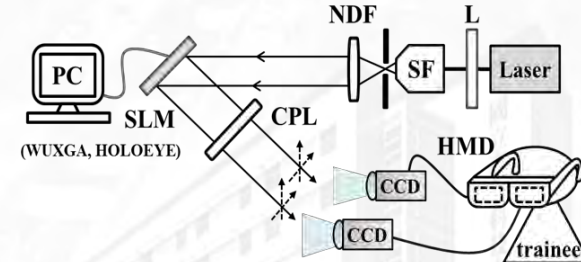 NDF
L
PC
SF
Laser
SLM
CPL
(WUXGA, HOLOEYE)
HMD
CCD
CCD
trainee